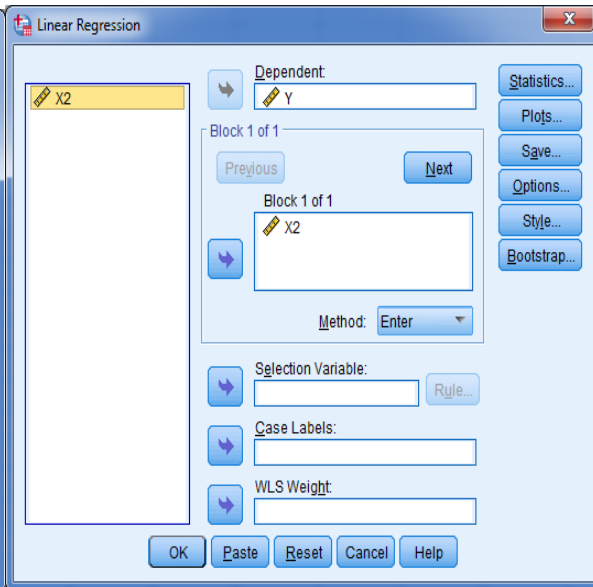 Linear Regression
X
X2
Dependent:
Y
Block 1 of 1
Previous
Next
Block 1 of 1
X2
Method: Enter
Selection Variable:
Rule...
Case Labels:
WLS Weight:
Statistics...
Plots...
Save...
Options...
Style...
Bootstrap...
OK Paste Reset Cancel Help